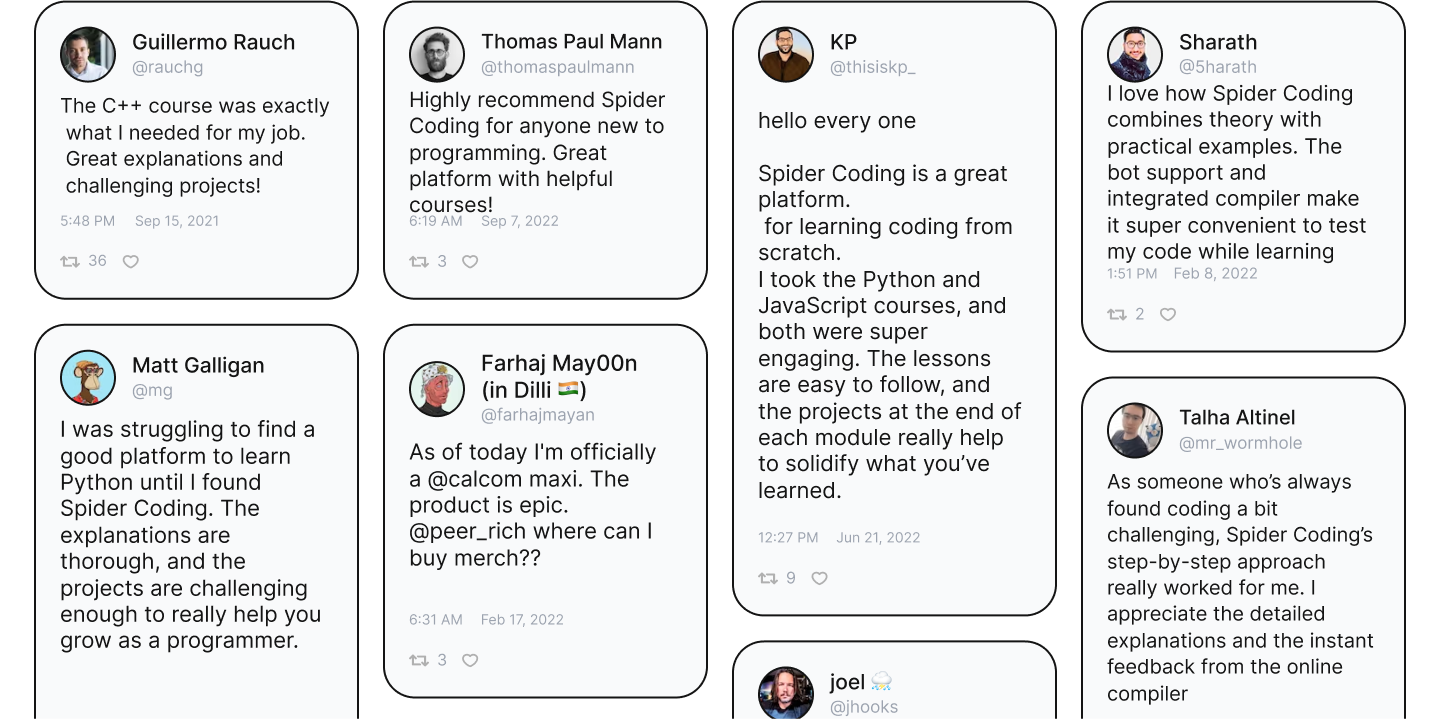 Guillermo Rauch
@rauchg
The C++ course was exactly
what I needed for my job.
Great explanations and
challenging projects!
5:48 PM Sep 15, 2021
36
Matt Galligan
@mg
I was struggling to find a
good platform to learn
Python until I found
Spider Coding. The
explanations are
thorough, and the
projects are challenging
enough to really help you
grow as a programmer.
Thomas Paul Mann
@thomaspaulmann
Highly recommend Spider
Coding for anyone new to
programming. Great
platform with helpful
courses!
6:19 AM Sep 7, 2022
3
Farhaj May00n
(in Dilli 🇮🇳)
@farhajmayan
As of today I'm officially
a @calcom maxi. The
product is epic.
@peer_rich where can I
buy merch??
6:31 AM Feb 17, 2022
3
KP
@thisiskp_
hello every one
Spider Coding is a great
platform.
for learning coding from
scratch.
I took the Python and
JavaScript courses, and
both were super
engaging. The lessons
are easy to follow, and
the projects at the end of
each module really help
to solidify what you’ve
learned.
12:27 PM Jun 21, 2022
9
joel 🌧️
@jhooks
Sharath
@5harath
I love how Spider Coding
combines theory with
practical examples. The
bot support and
integrated compiler make
it super convenient to test
my code while learning
1:51 PM Feb 8, 2022
2
Talha Altinel
@mr_wormhole
As someone who’s always
found coding a bit
challenging, Spider Coding’s
step-by-step approach
really worked for me. I
appreciate the detailed
explanations and the instant
feedback from the online
compiler